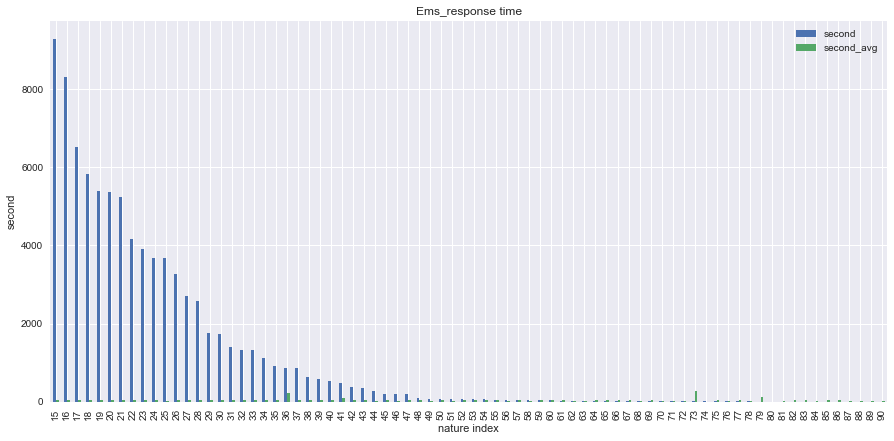 Ems_response time
second
second_avg
8000
6000
4000
2000
0
second
15 16 17 18 19 20 21 22 23 24 25 26 27 28 29 30 31 32 33 34 35 36 37 38 39 40 41 42 43 44 45 46 47 48 49 50 51 52 53 54 55 56 57 58 59 60 61 62 63 64 65 66 67 68 69 70 71 72 73 74 75 76 77 78 79 80 81 82 83 84 85 86 87 88 89 90
nature index